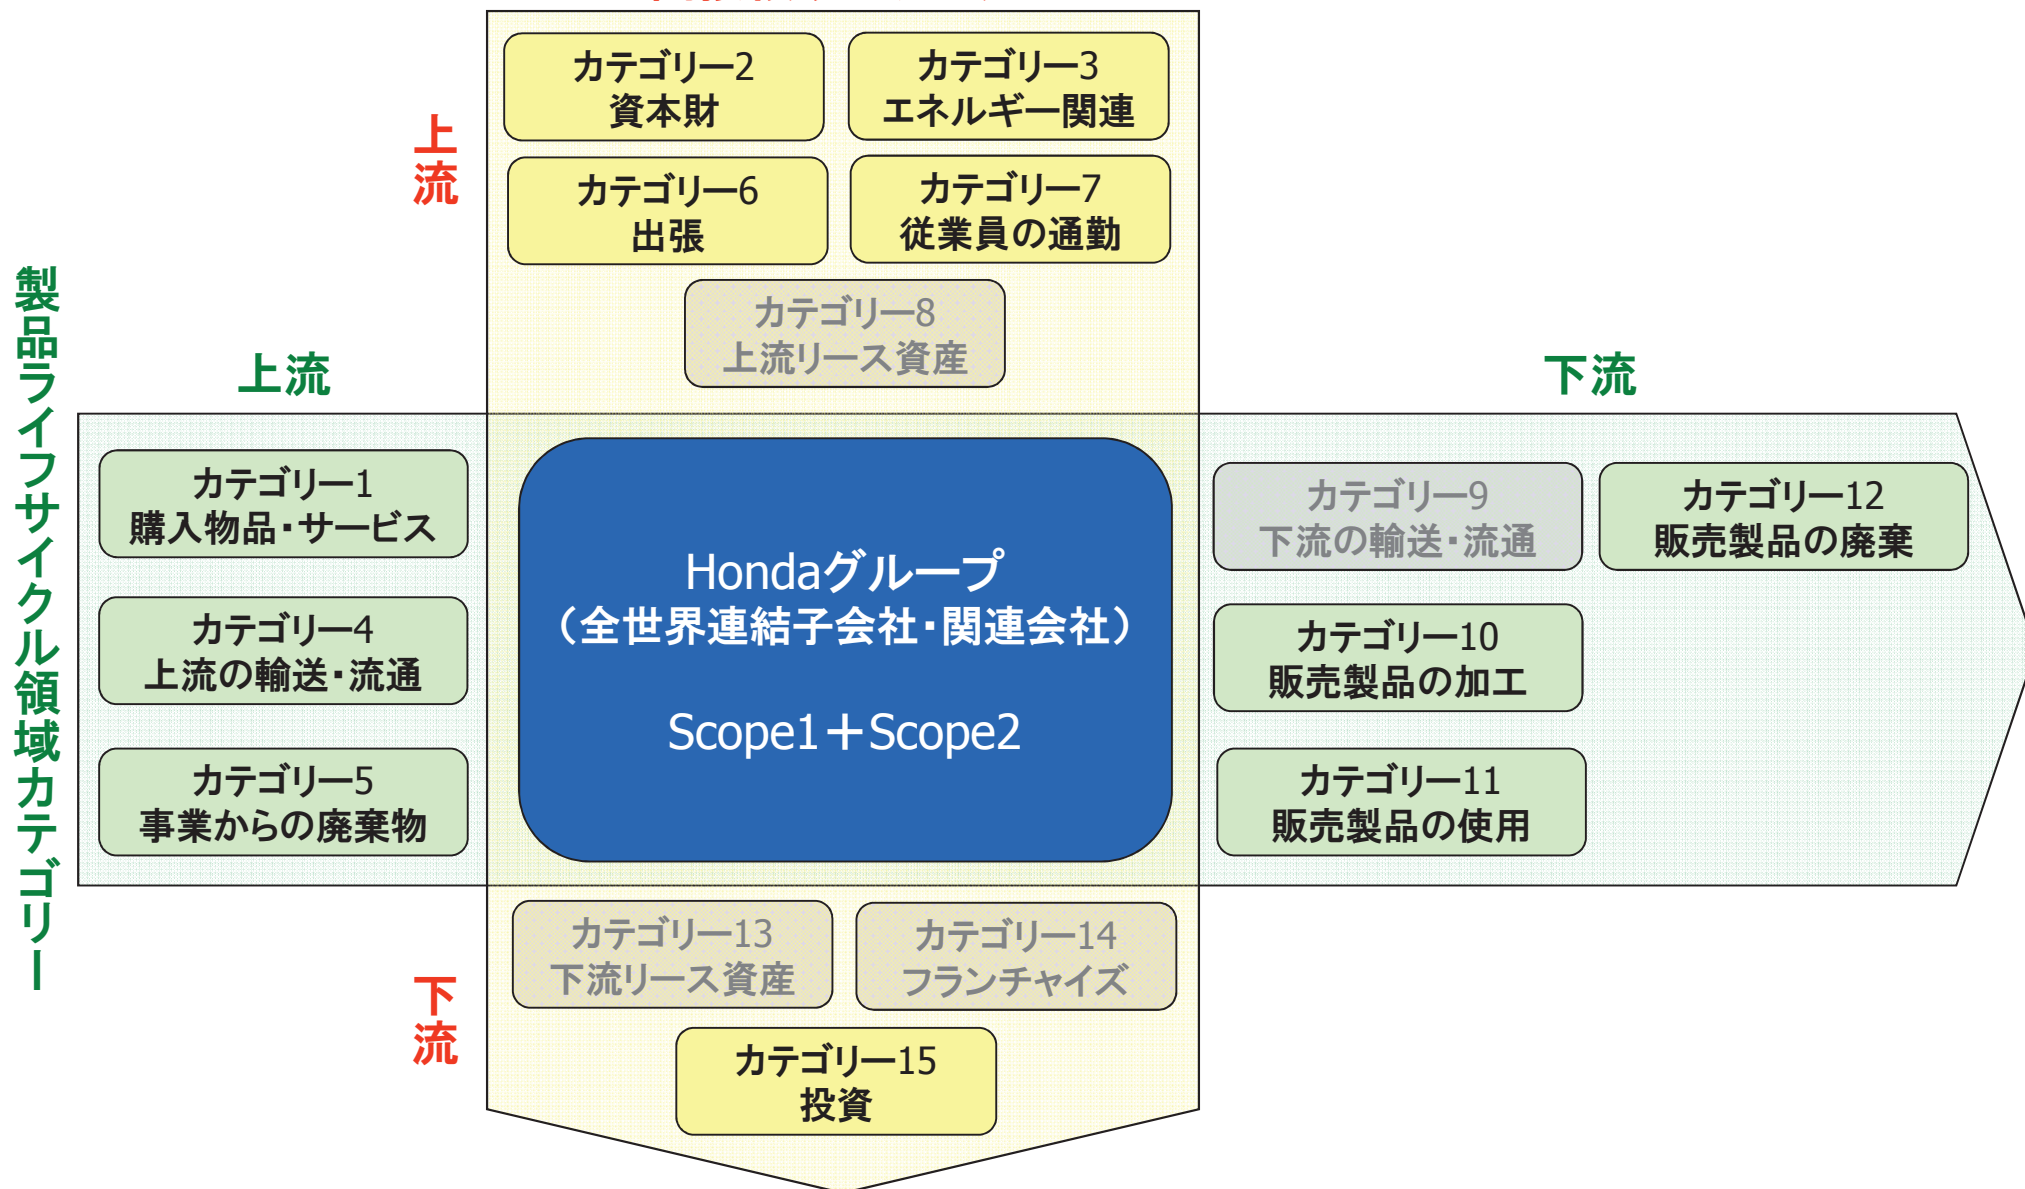 カテゴリー2
資本財
カテゴリー3
エネルギー関連
上流
カテゴリー6
出張
カテゴリー7
従業員の通勤
カテゴリー8
上流リース資産
製品ライフサイクル領域カテゴリー
上流
下流
カテゴリー1
購入物品・サービス
カテゴリー4
上流の輸送・流通
カテゴリー5
事業からの廃棄物
Hondaグループ
（全世界連結子会社・関連会社）
Scope1＋Scope2
カテゴリー9
下流の輸送・流通
カテゴリー12
販売製品の廃棄
カテゴリー10
販売製品の加工
カテゴリー11
販売製品の使用
カテゴリー13
下流リース資産
カテゴリー14
フランチャイズ
下流
カテゴリー15
投資